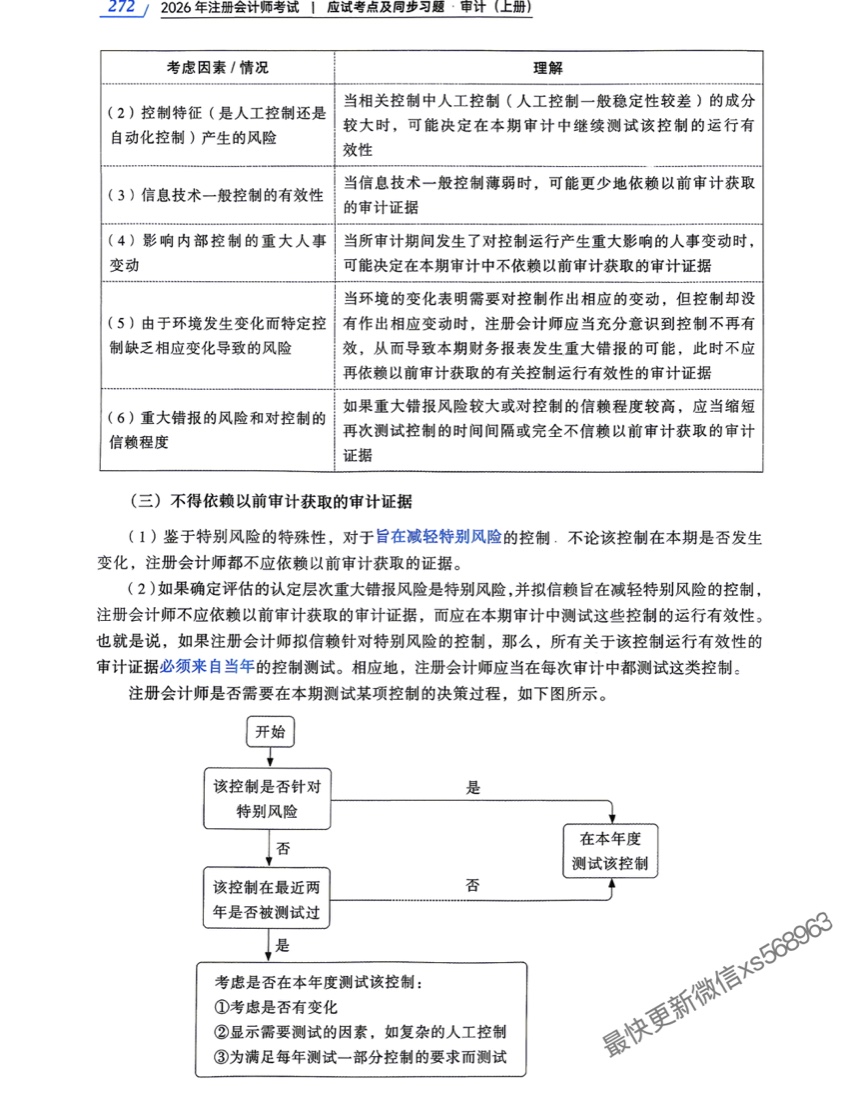 272 / 2026年注册会计师考试 | 应试考点及同步习题·审计（上册）
考虑因素/情况
理解
（2）控制特征（是人工控制还是
自动化控制）产生的风险
当相关控制中人工控制（人工控制一般稳定性较差）的成分
较大时，可能决定在本期审计中继续测试该控制的运行有
效性
（3）信息技术一般控制的有效性
当信息技术一般控制薄弱时，可能更少地依赖以前审计获取
的审计证据
（4）影响内部控制的重大人事
变动
当所审计期间发生了对控制运行产生重大影响的人事变动时，
可能决定在本期审计中不依赖以前审计获取的审计证据
（5）由于环境发生变化而特定控
制缺乏相应变化导致的风险
当环境的变化表明需要对控制作出相应的变动，但控制却没
有作出相应变动时，注册会计师应当充分意识到控制不再有
效，从而导致本期财务报表发生重大错报的可能，此时不应
再依赖以前审计获取的有关控制运行有效性的审计证据
（6）重大错报的风险和对控制的
信赖程度
如果重大错报风险较大或对控制的信赖程度较高，应当缩短
再次测试控制的时间间隔或完全不信赖以前审计获取的审计
证据
（三）不得依赖以前审计获取的审计证据
（1）鉴于特别风险的特殊性，对于旨在减轻特别风险的控制．不论该控制在本期是否发生
变化，注册会计师都不应依赖以前审计获取的证据。
（2）如果确定评估的认定层次重大错报风险是特别风险，并拟信赖旨在减轻特别风险的控制，
注册会计师不应依赖以前审计获取的审计证据，而应在本期审计中测试这些控制的运行有效性。
也就是说，如果注册会计师拟信赖针对特别风险的控制，那么，所有关于该控制运行有效性的
审计证据必须来自当年的控制测试。相应地，注册会计师应当在每次审计中都测试这类控制。
注册会计师是否需要在本期测试某项控制的决策过程，如下图所示。
开始
该控制是否针对
特别风险
是
在本年度
测试该控制
否
该控制在最近两
年是否被测试过
否
是
考虑是否在本年度测试该控制：
①考虑是否有变化
②显示需要测试的因素，如复杂的人工控制
③为满足每年测试一部分控制的要求而测试
最快更新微信xs568963